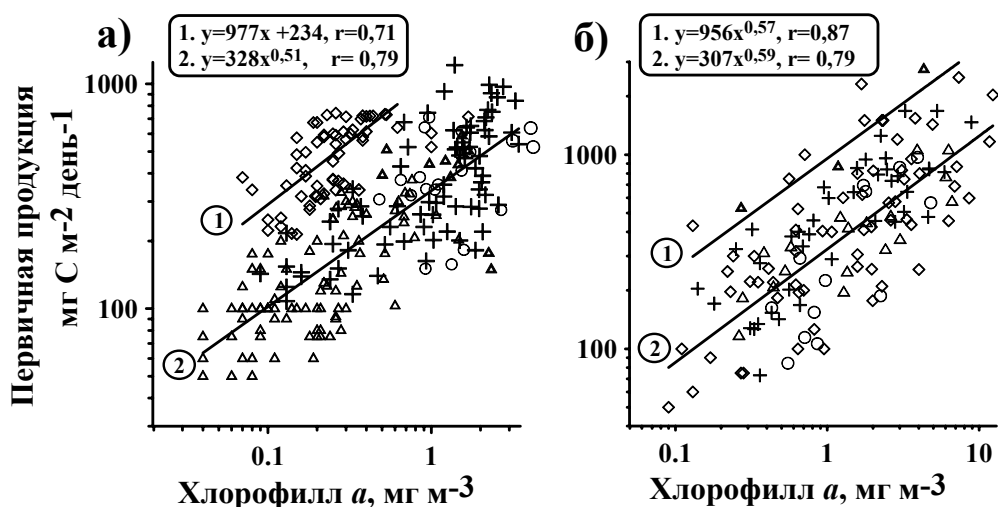 а)
1. y=977x +234, r=0,71
2. y=328x^0,51, r= 0,79
б)
1. y=956x^0,57, r=0,87
2. y=307x^0,59, r= 0,79
Первичная продукция
мг С м-2 день-1
1000
100
1
2
0.1
1
Хлорофилл а, мг м-3
1000
100
1
2
0.1
1
10
Хлорофилл а, мг м-3